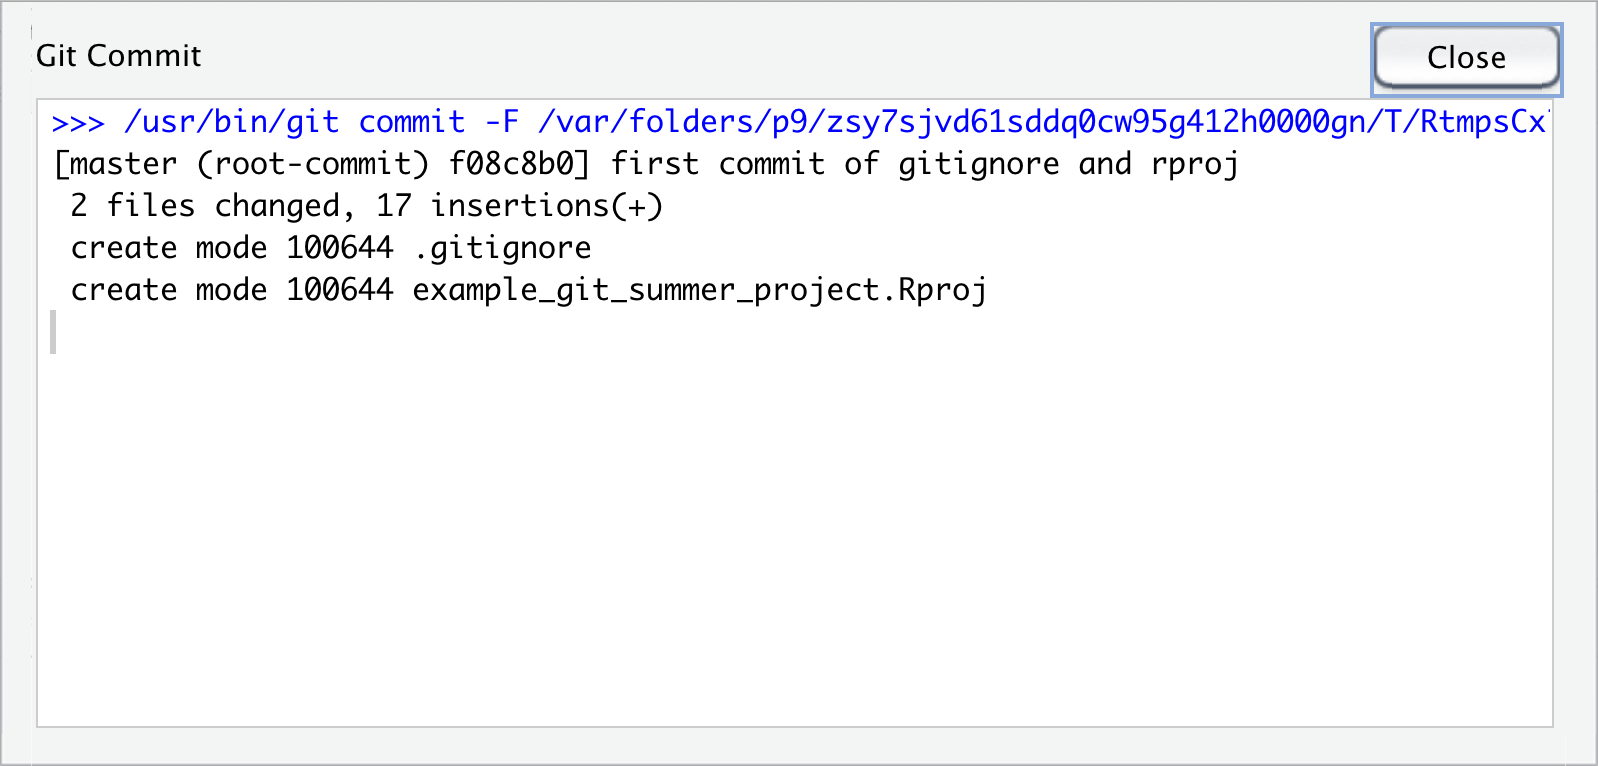 Git Commit
Close
>>> /usr/bin/git commit -F /var/folders/p9/zsy7sjvd61sddq0cw95g412h0000gn/T/RtmpsCx
[master (root-commit) f08c8b0] first commit of gitignore and rproj
2 files changed, 17 insertions(+)
create mode 100644 .gitignore
create mode 100644 example_git_summer_project.Rproj